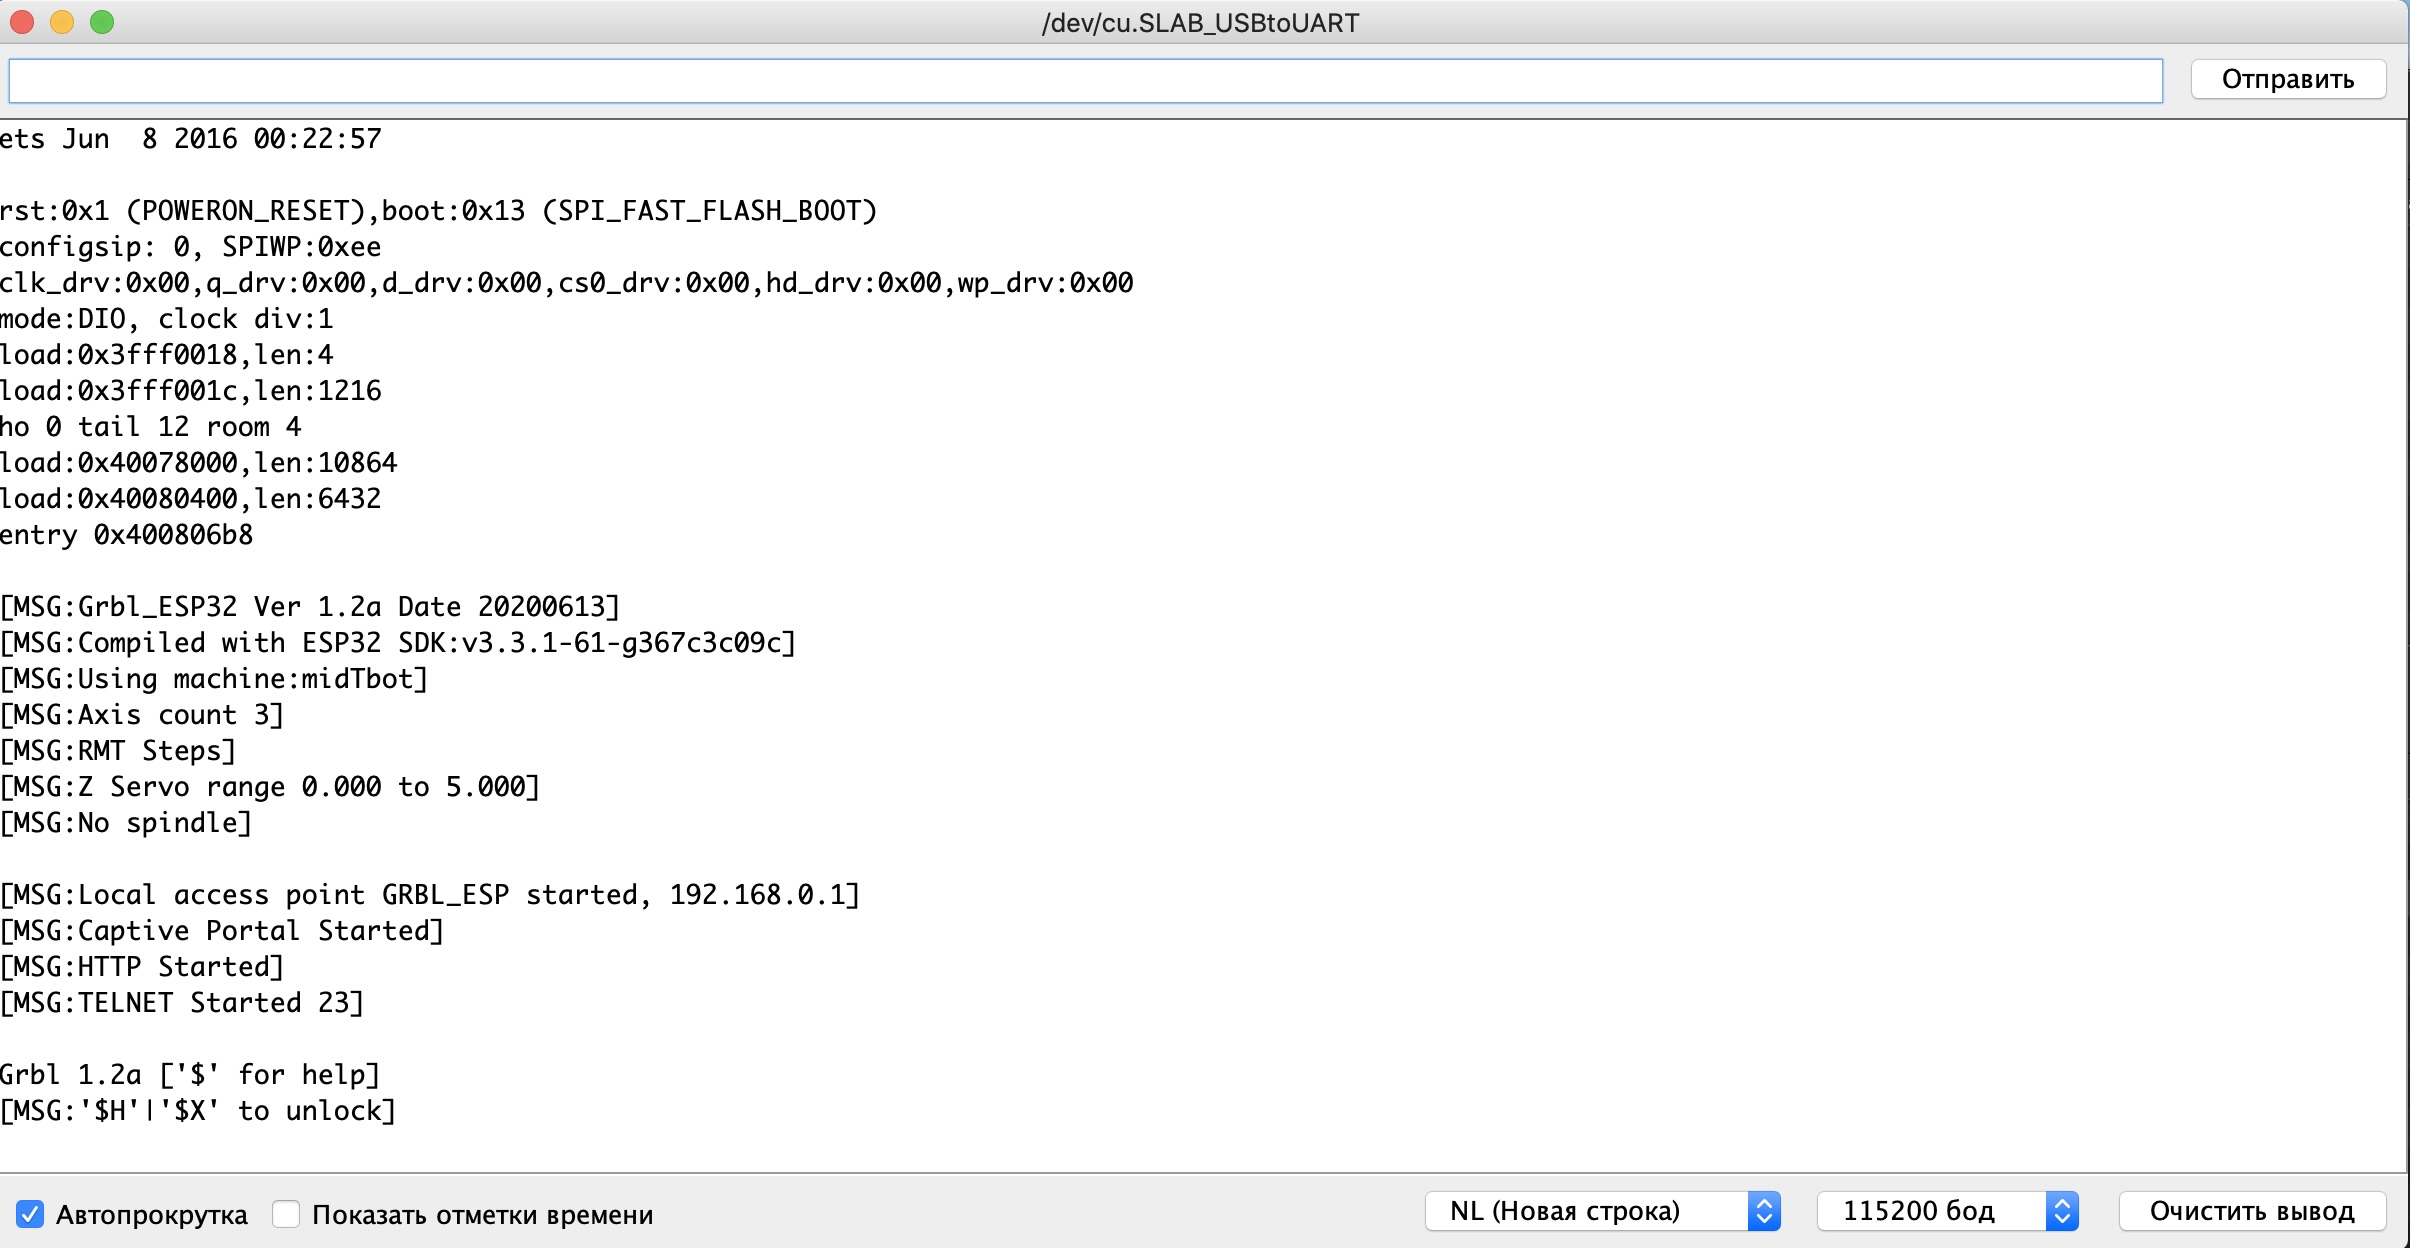 /dev/cu.SLAB_USBtoUART
Отправить
ets Jun  8 2016 00:22:57
rst:0x1 (POWERON_RESET),boot:0x13 (SPI_FAST_FLASH_BOOT)
configsip: 0, SPIWP:0xee
clk_drv:0x00,q_drv:0x00,d_drv:0x00,cs0_drv:0x00,hd_drv:0x00,wp_drv:0x00
mode:DIO, clock div:1
load:0x3fff0018,len:4
load:0x3fff001c,len:1216
ho 0 tail 12 room 4
load:0x40078000,len:10864
load:0x40080400,len:6432
entry 0x400806b8
[MSG:Grbl_ESP32 Ver 1.2a Date 20200613]
[MSG:Compiled with ESP32 SDK:v3.3.1-61-g367c3c09c]
[MSG:Using machine:midTbot]
[MSG:Axis count 3]
[MSG:RMT Steps]
[MSG:Z Servo range 0.000 to 5.000]
[MSG:No spindle]
[MSG:Local access point GRBL_ESP started, 192.168.0.1]
[MSG:Captive Portal Started]
[MSG:HTTP Started]
[MSG:TELNET Started 23]
Grbl 1.2a ['$' for help]
[MSG:'$H'|'$X' to unlock]
Автопрокрутка Показать отметки времени NL (Новая строка) 115200 бод Очистить вывод